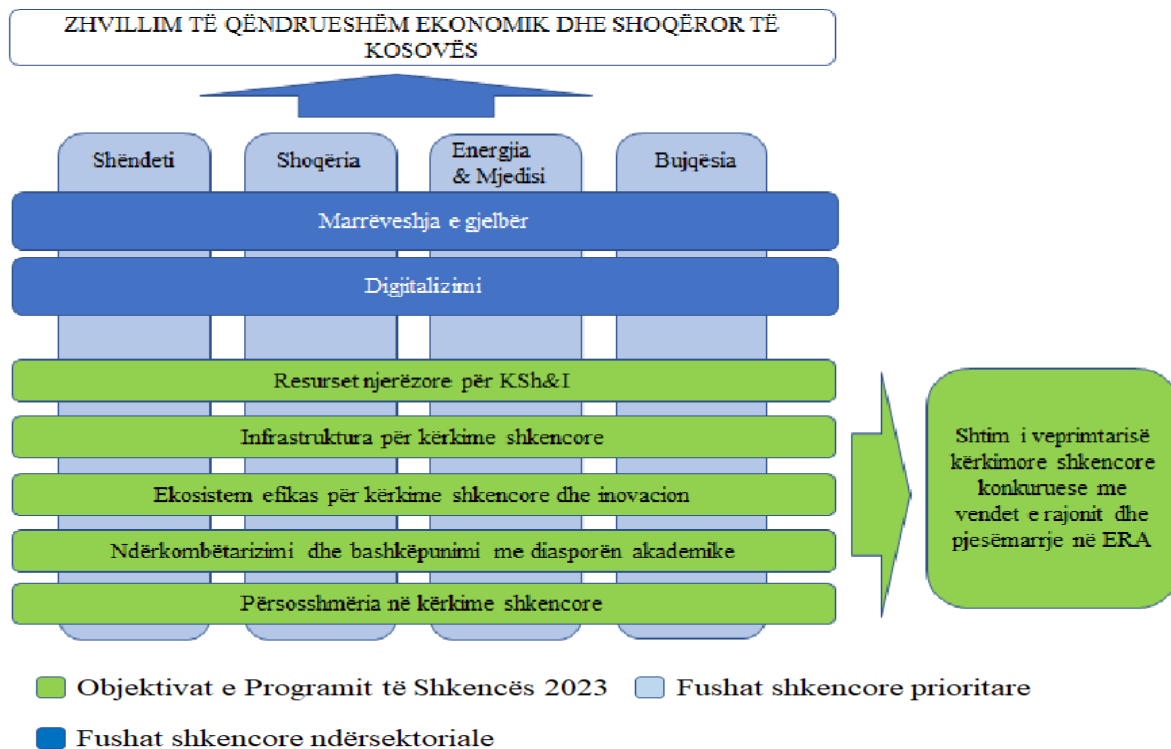 ZHVILLIM TË QËNDRUESHËM EKONOMIK DHE SHOQËROR TË
KOSOVËS
Shëndeti
Shoqëria
Energjia
& Mjedisi
Bujqësia
Marrëveshja e gjelbër
Digjitalizimi
Resurset njerëzore për KSh&I
Infrastruktura për kërkime shkencore
Ekosistem efikas për kërkime shkencore dhe inovacion
Ndërkombëtarizimi dhe bashkëpunimi me diasporën akademike
Përsosshmëria në kërkime shkencore
Shtim i veprimtarisë
kërkimore shkencore
konkuruese me
vendet e rajonit dhe
pjesëmarrje në ERA
Objektivat e Programit të Shkencës 2023
Fushat shkencore prioritare
Fushat shkencore ndërsektoriale